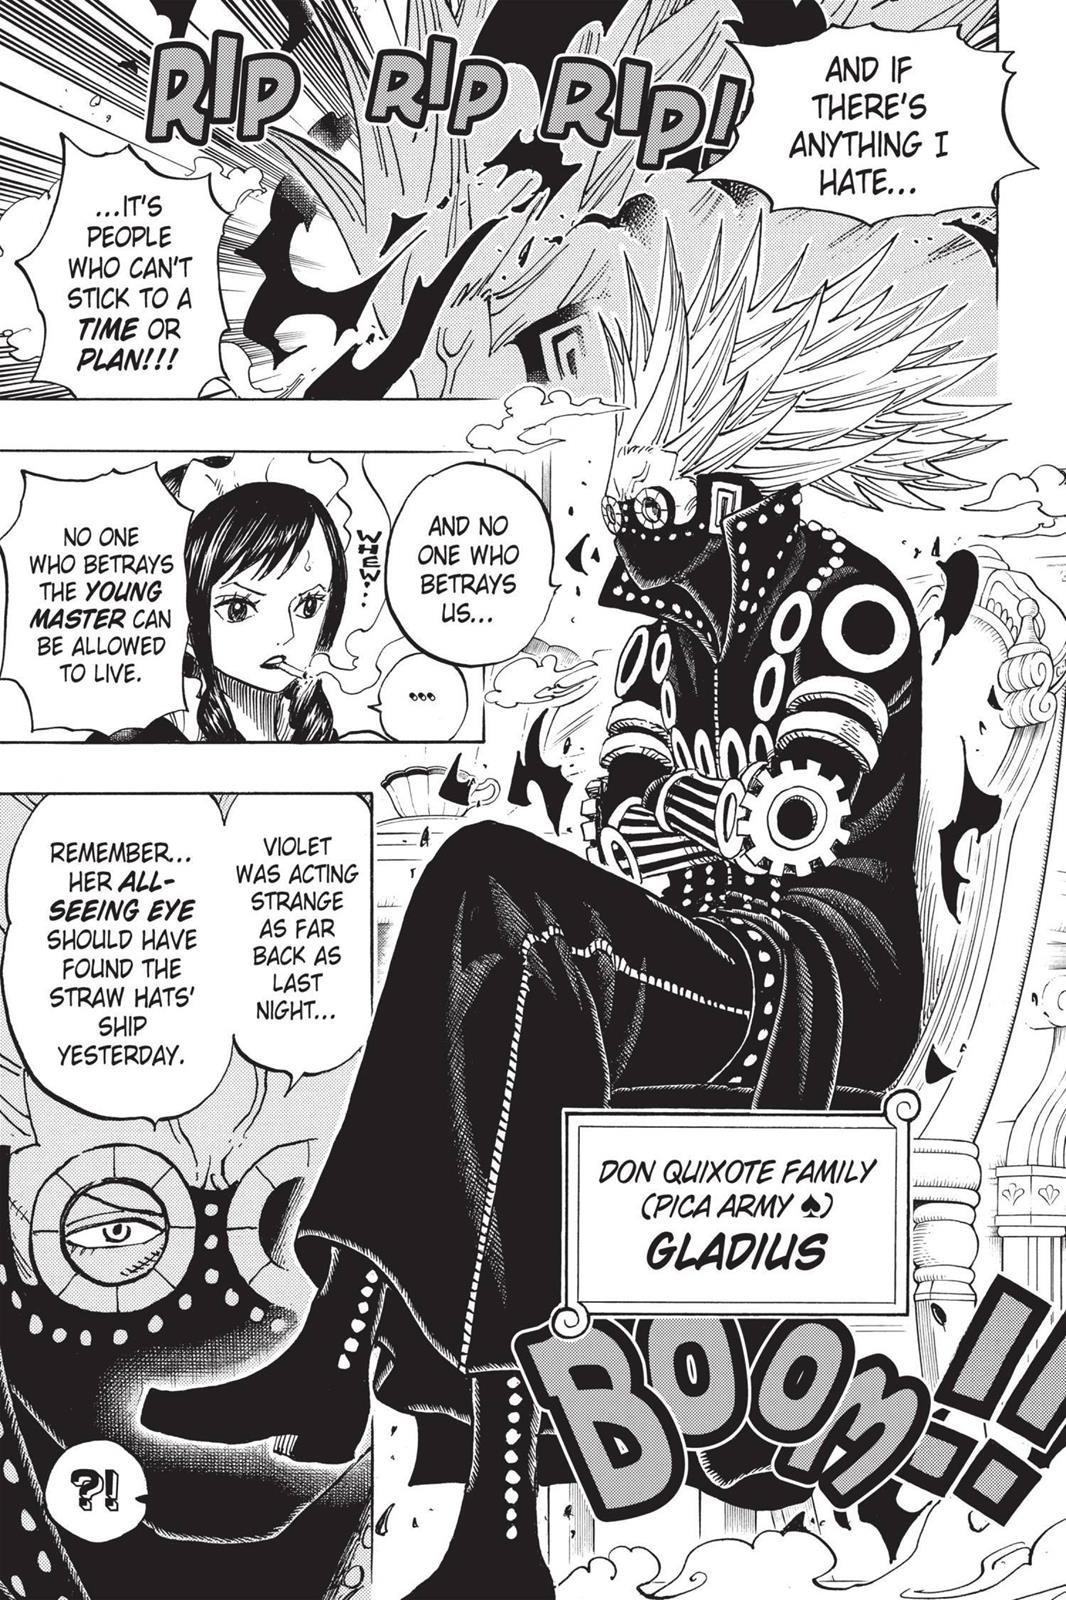 RIP RIP RIP!
AND IF
THERE'S
ANYTHING I
HATE...
...IT'S
PEOPLE
WHO CAN'T
STICK TO A
TIME OR
PLAN!!!
AND NO
ONE WHO
BETRAYS
US...
WHEW...
...
NO ONE
WHO BETRAYS
THE YOUNG
MASTER CAN
BE ALLOWED
TO LIVE.
DON QUIXOTE FAMILY
(PICA ARMY ♠)
GLADIUS
BOOM!!
VIOLET
WAS ACTING
STRANGE
AS FAR
BACK AS
LAST
NIGHT...
REMEMBER...
HER ALL-
SEEING EYE
SHOULD HAVE
FOUND THE
STRAW HATS'
SHIP
YESTERDAY.
?!